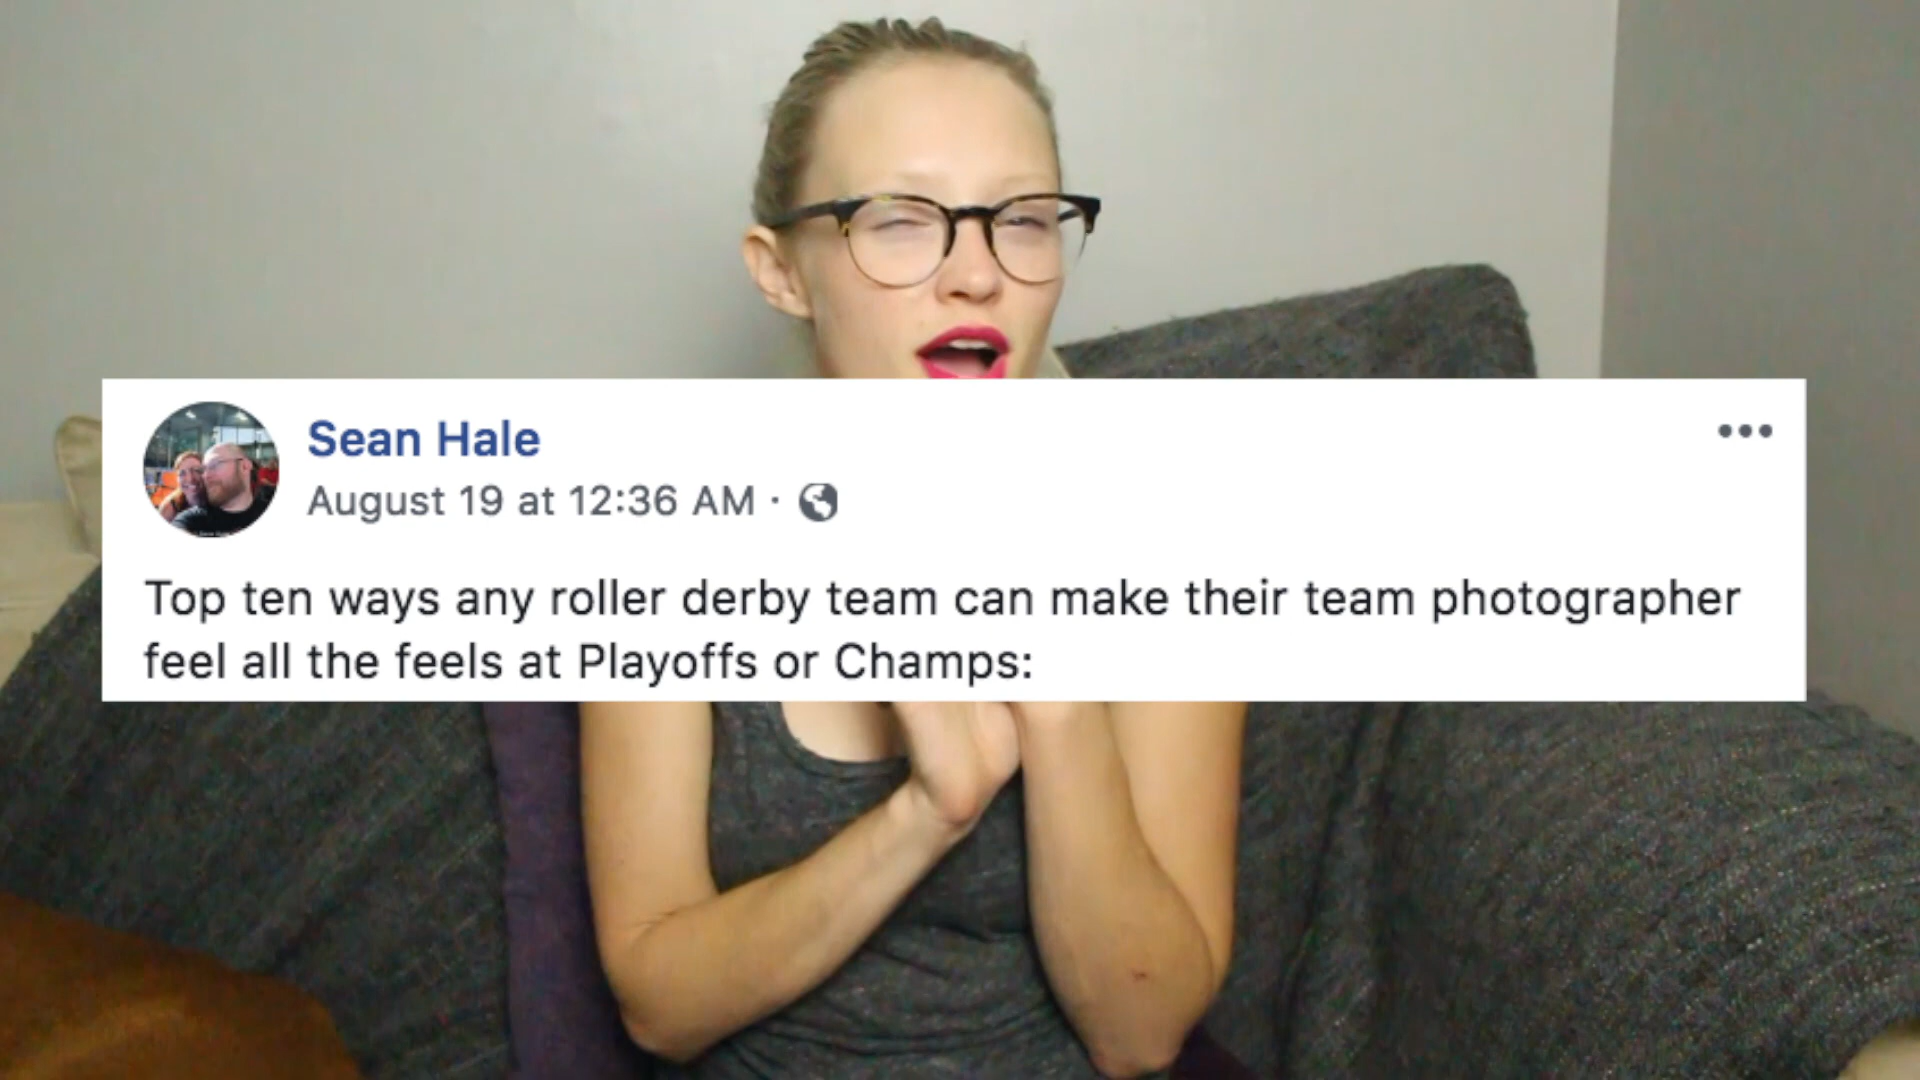 Sean Hale
August 19 at 12:36 AM ·
Top ten ways any roller derby team can make their team photographer
feel all the feels at Playoffs or Champs: